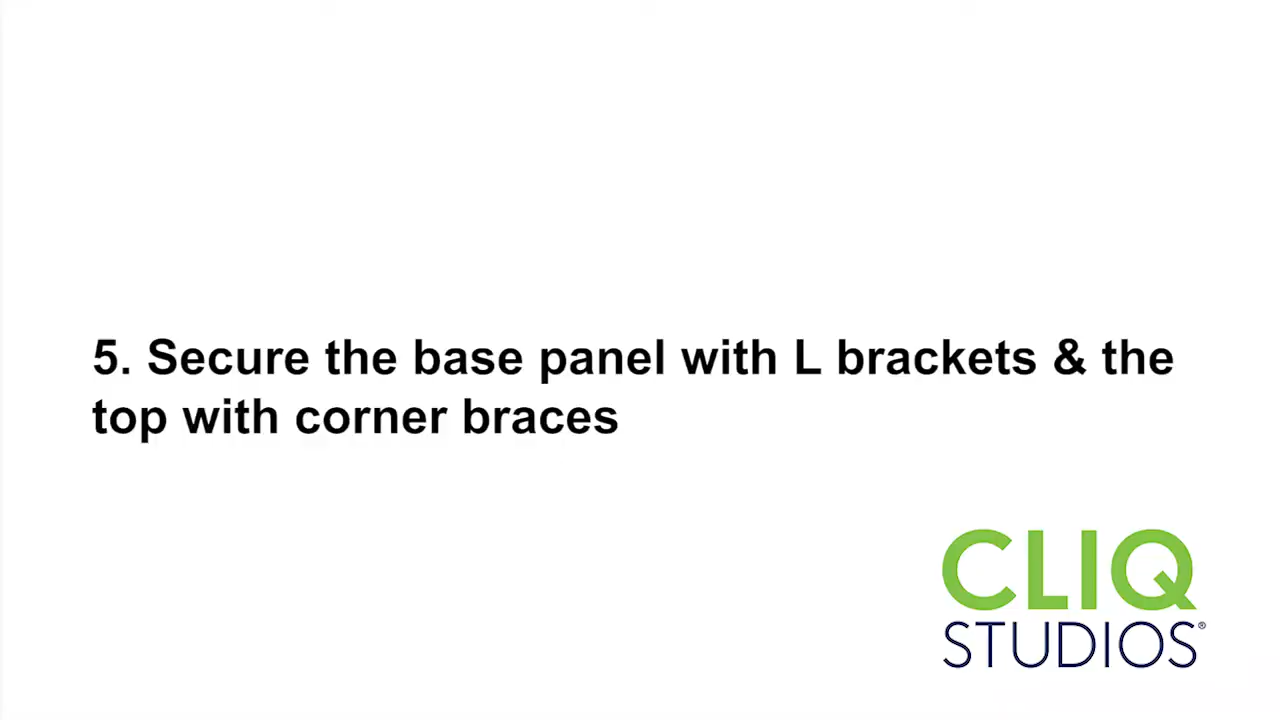 5. Secure the base panel with L brackets & the
top with corner braces
CLIQ
STUDIOS®